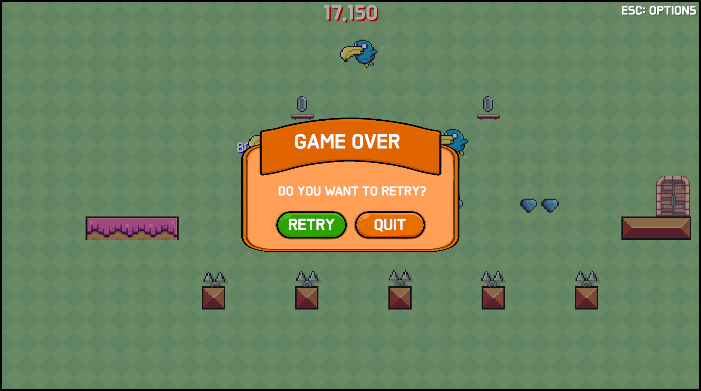 17,150
ESC: OPTIONS
GAME OVER
DO YOU WANT TO RETRY?
RETRY
QUIT